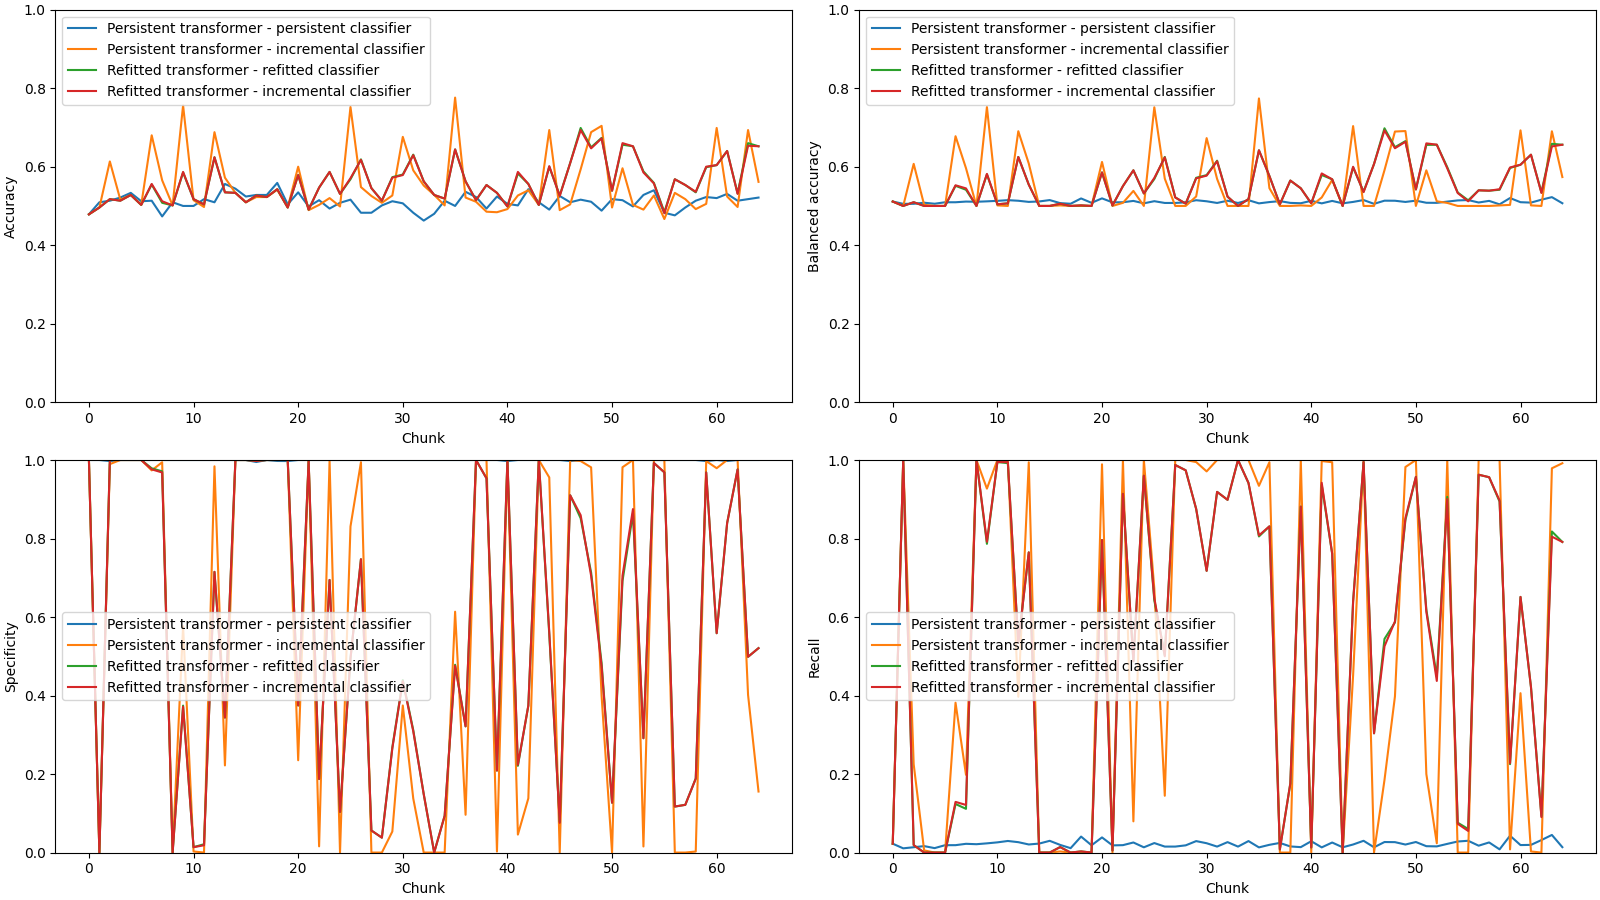 1.0
0.8
0.6
0.4
0.2
0.0
Accuracy
Persistent transformer - persistent classifier
Persistent transformer - incremental classifier
Refitted transformer - refitted classifier
Refitted transformer - incremental classifier
0 10 20 30 40 50 60
Chunk
1.0
0.8
0.6
0.4
0.2
0.0
Balanced accuracy
Persistent transformer - persistent classifier
Persistent transformer - incremental classifier
Refitted transformer - refitted classifier
Refitted transformer - incremental classifier
0 10 20 30 40 50 60
Chunk
1.0
0.8
0.6
0.4
0.2
0.0
Specificity
Persistent transformer - persistent classifier
Persistent transformer - incremental classifier
Refitted transformer - refitted classifier
Refitted transformer - incremental classifier
0 10 20 30 40 50 60
Chunk
1.0
0.8
0.6
0.4
0.2
0.0
Recall
Persistent transformer - persistent classifier
Persistent transformer - incremental classifier
Refitted transformer - refitted classifier
Refitted transformer - incremental classifier
0 10 20 30 40 50 60
Chunk